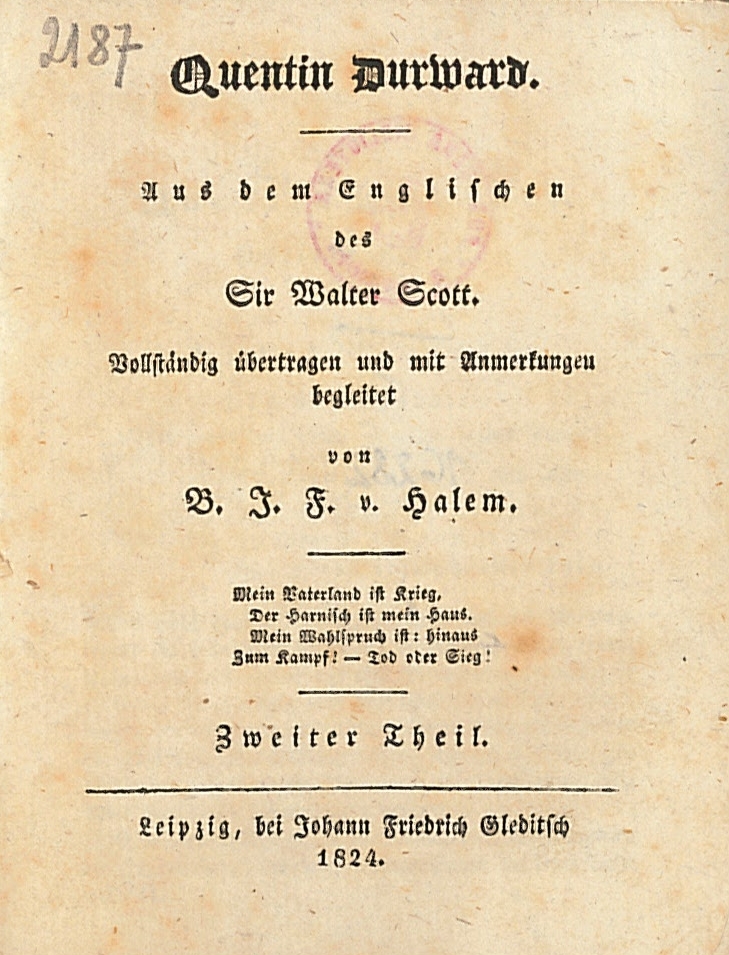 2187
Quentin Durward.
Aus dem Englischen
des
Sir Walter Scott.
Vollständig übertragen und mit Anmerkungen
begleitet
von
B. J. F. v. Halem.
Mein Vaterland ist Krieg,
Der Harnisch ist mein Haus.
Mein Wahlspruch ist: hinaus
Zum Kampf! — Tod oder Sieg!
Zweiter Theil.
Leipzig, bei Johann Friedrich Gleditsch
1824.